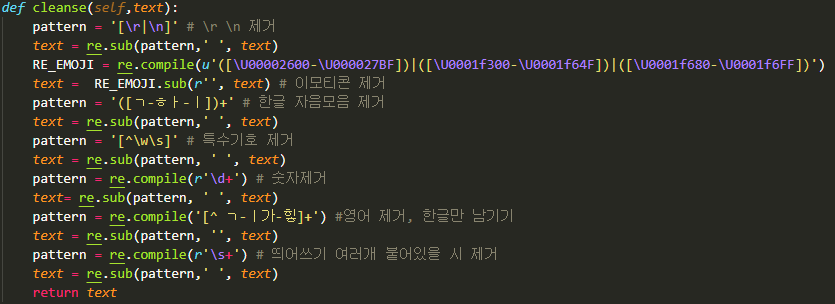 def cleanse(self,text):
    pattern = '[\r|\n]' # \r \n 제거
    text = re.sub(pattern,' ', text)
    RE_EMOJI = re.compile(u'([\U00002600-\U000027BF])|([\U0001f300-\U0001f64F])|([\U0001f680-\U0001f6FF])')
    text =  RE_EMOJI.sub(r'', text) # 이모티콘 제거
    pattern = '([ㄱ-ㅎㅏ-ㅣ])+' # 한글 자음모음 제거
    text = re.sub(pattern,' ', text)
    pattern = '[^\w\s]' # 특수기호 제거
    text = re.sub(pattern, ' ', text)
    pattern = re.compile(r'\d+') # 숫자제거
    text= re.sub(pattern, ' ', text)
    pattern = re.compile('[^ ㄱ-ㅣ가-힣]+') #영어 제거, 한글만 남기기
    text = re.sub(pattern, '', text)
    pattern = re.compile(r'\s+') # 띄어쓰기 여러개 붙어있을 시 제거
    text = re.sub(pattern,' ', text)
    return text